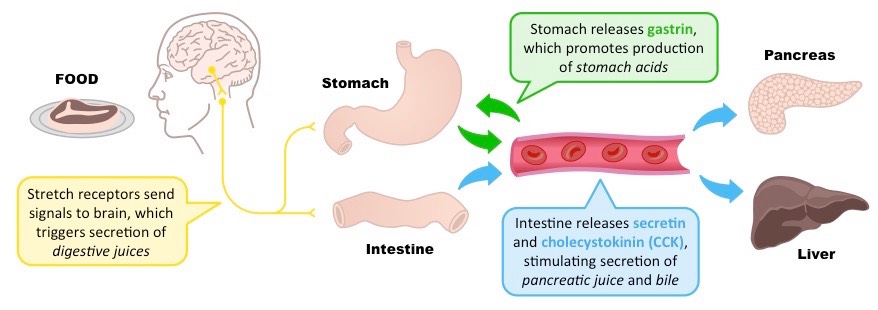 FOOD
Stretch receptors send
signals to brain, which
triggers secretion of
digestive juices
Stomach
Intestine
Stomach releases gastrin,
which promotes production
of stomach acids
Intestine releases secretin
and cholecystokinin (CCK),
stimulating secretion of
pancreatic juice and bile
Pancreas
Liver